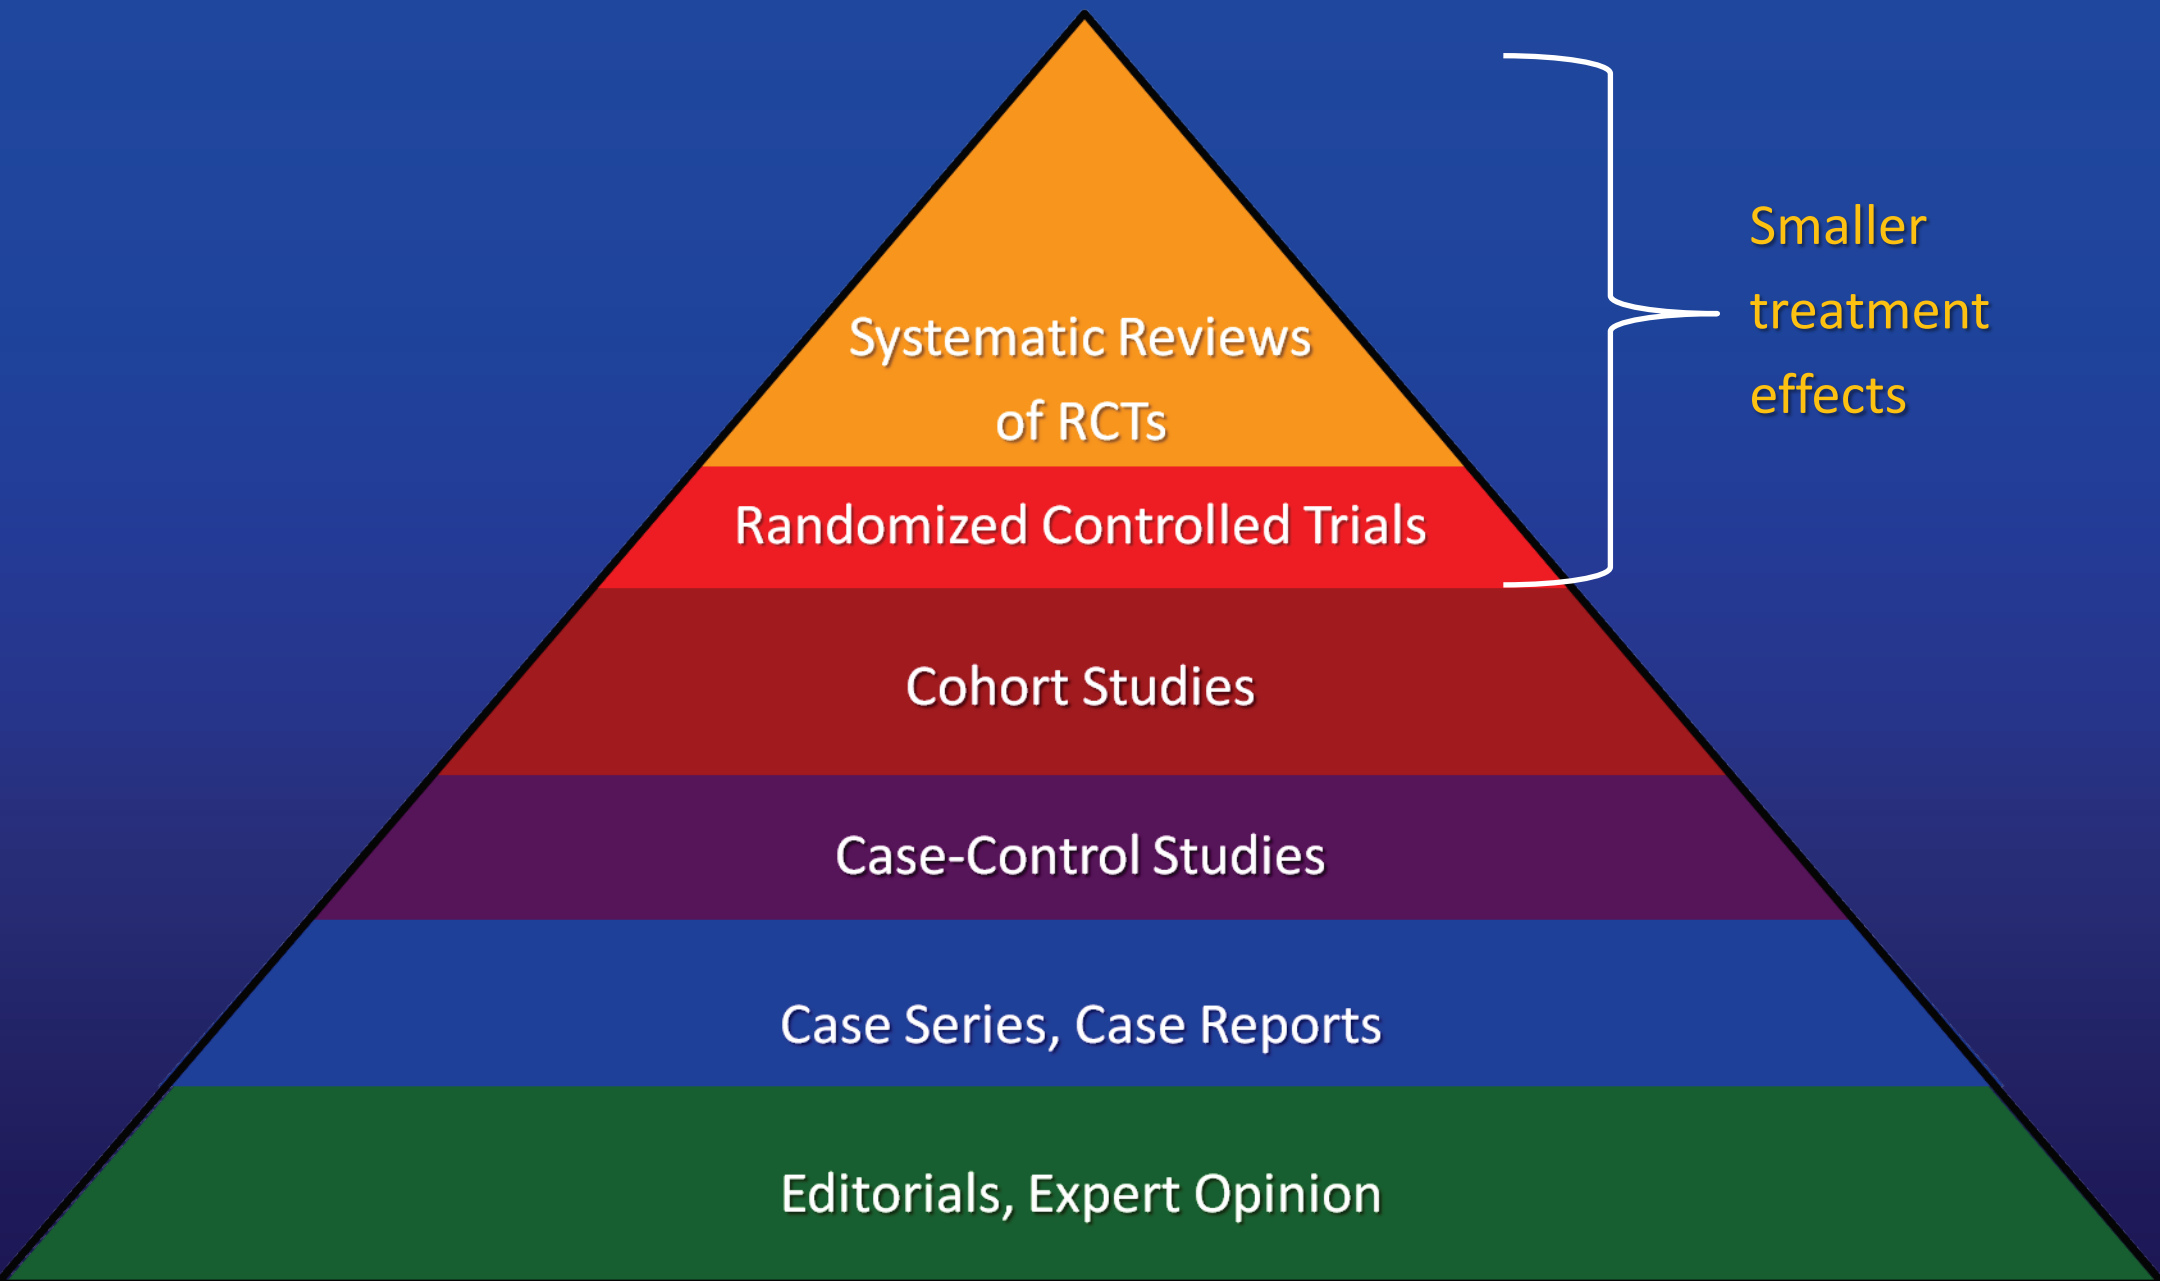 Systematic Reviews
of RCTs
Smaller
treatment
effects
Randomized Controlled Trials
Cohort Studies
Case-Control Studies
Case Series, Case Reports
Editorials, Expert Opinion